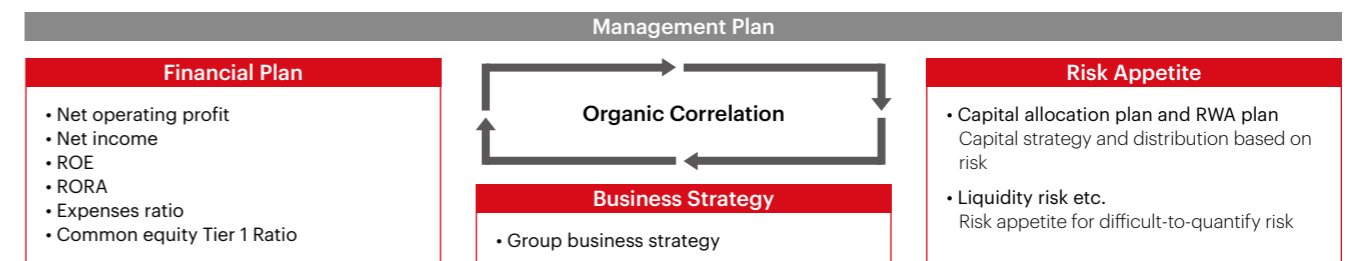 Management Plan
Financial Plan
• Net operating profit
• Net income
• ROE
• RORA
• Expenses ratio
• Common equity Tier 1 Ratio
Organic Correlation
Business Strategy
• Group business strategy
Risk Appetite
• Capital allocation plan and RWA plan
Capital strategy and distribution based on
risk
• Liquidity risk etc.
Risk appetite for difficult-to-quantify risk